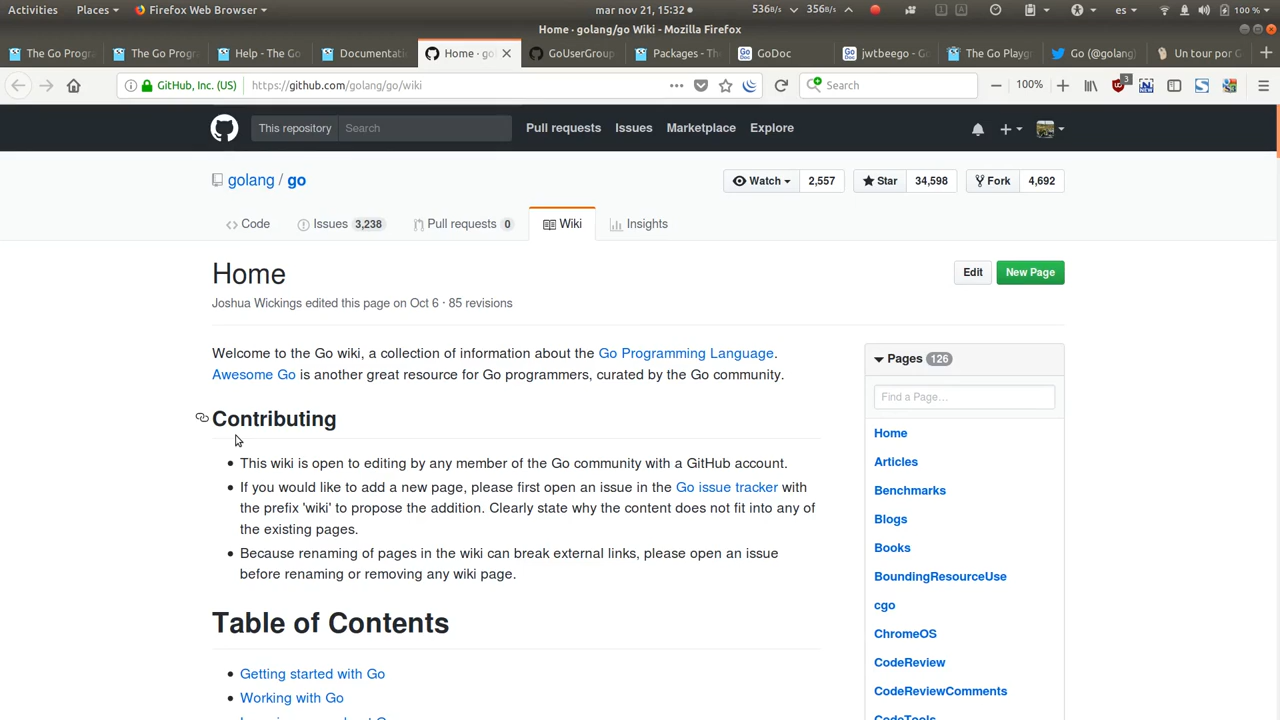 Activities Places Firefox Web Browser mar nov 21, 15:32 536B/s 356B/s es 100 %
Home · golang/go Wiki - Mozilla Firefox
The Go Progra The Go Program Help - The Go Documentati Home · gol GoUserGroup Packages - The GoDoc jwtbeego - Go The Go Playg Go (@golang) Un tour por G
GitHub, Inc. (US) https://github.com/golang/go/wiki Search 100% 3
This repository Search Pull requests Issues Marketplace Explore
golang / go Watch 2,557 Star 34,598 Fork 4,692
Code Issues 3,238 Pull requests 0 Wiki Insights
Home Edit New Page
Joshua Wickings edited this page on Oct 6 · 85 revisions
Welcome to the Go wiki, a collection of information about the Go Programming Language.
Awesome Go is another great resource for Go programmers, curated by the Go community.
Contributing
• This wiki is open to editing by any member of the Go community with a GitHub account.
• If you would like to add a new page, please first open an issue in the Go issue tracker with
the prefix 'wiki' to propose the addition. Clearly state why the content does not fit into any of
the existing pages.
• Because renaming of pages in the wiki can break external links, please open an issue
before renaming or removing any wiki page.
Table of Contents
• Getting started with Go
• Working with Go
Pages 126
Find a Page…
Home
Articles
Benchmarks
Blogs
Books
BoundingResourceUse
cgo
ChromeOS
CodeReview
CodeReviewComments
CodeTools